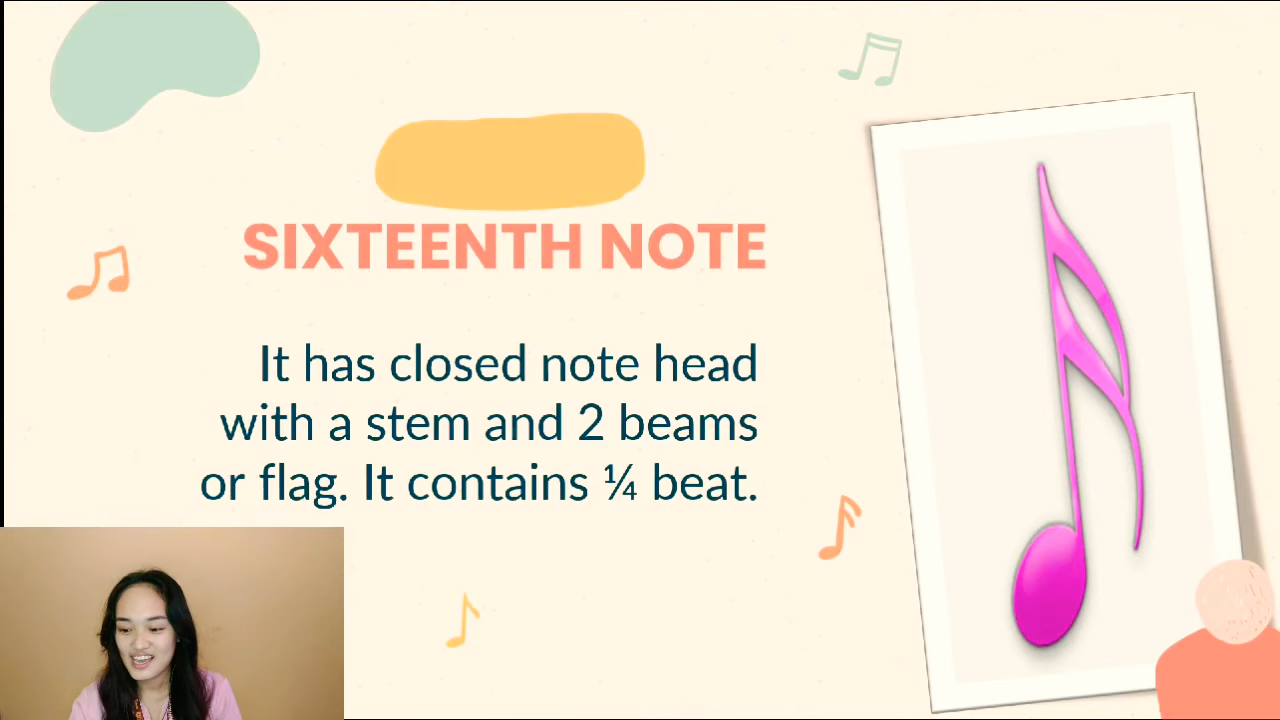 SIXTEENTH NOTE
It has closed note head
with a stem and 2 beams
or flag. It contains ¼ beat.